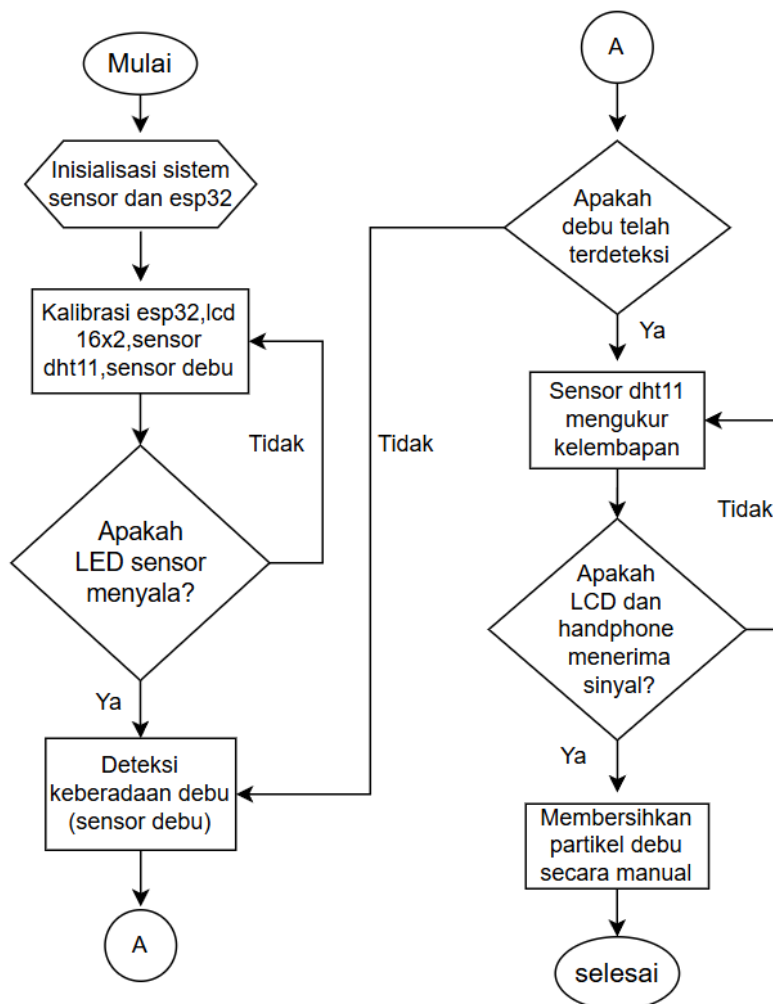 Mulai
Inisialisasi sistem
sensor dan esp32
Kalibrasi esp32,lcd
16x2,sensor
dht11,sensor debu
Tidak
Apakah
LED sensor
menyala?
Ya
Deteksi
keberadaan debu
(sensor debu)
A
A
Apakah
debu telah
terdeteksi
Tidak
Ya
Sensor dht11
mengukur
kelembapan
Tidak
Apakah
LCD dan
handphone
menerima
sinyal?
Ya
Membersihkan
partikel debu
secara manual
selesai